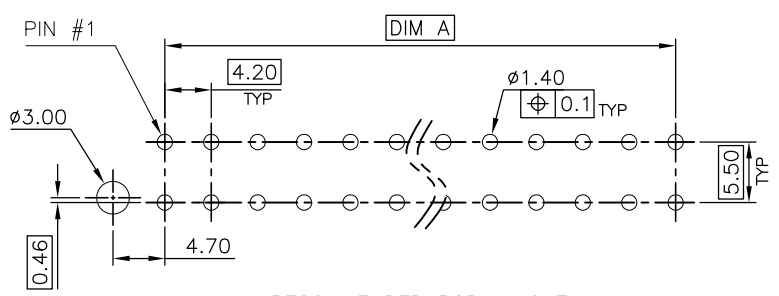 PIN #1
DIM A
4.20
TYP
ø1.40
⌖ 0.1 TYP
ø3.00
5.50
TYP
0.46
4.70